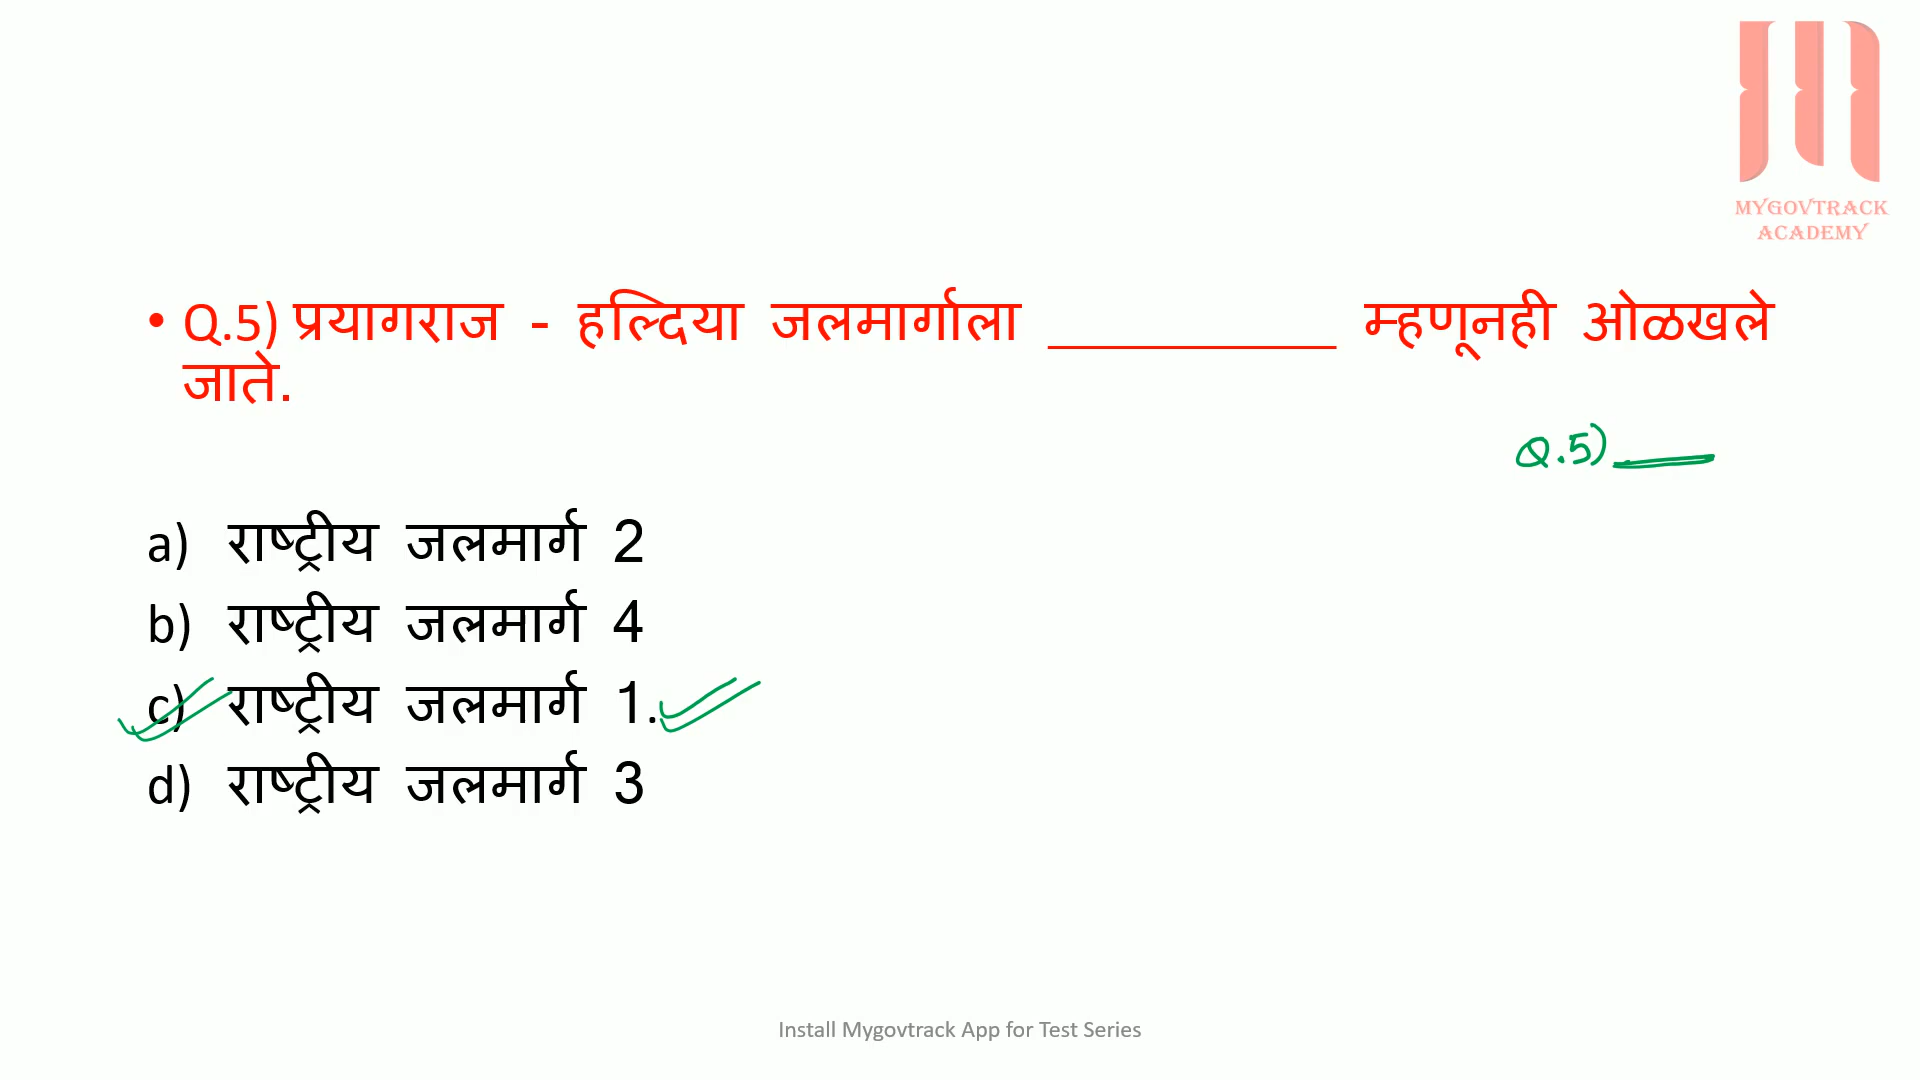 MYGOVTRACK
ACADEMY
• Q.5) प्रयागराज - हल्दिया जलमार्गाला ___________ म्हणूनही ओळखले
जाते.
Q.5)
a) राष्ट्रीय जलमार्ग 2
b) राष्ट्रीय जलमार्ग 4
c) राष्ट्रीय जलमार्ग 1.
d) राष्ट्रीय जलमार्ग 3
Install Mygovtrack App for Test Series